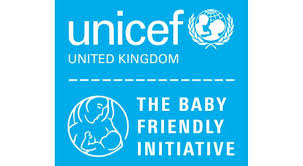 unicef
UNITED KINGDOM
THE BABY
FRIENDLY
INITIATIVE